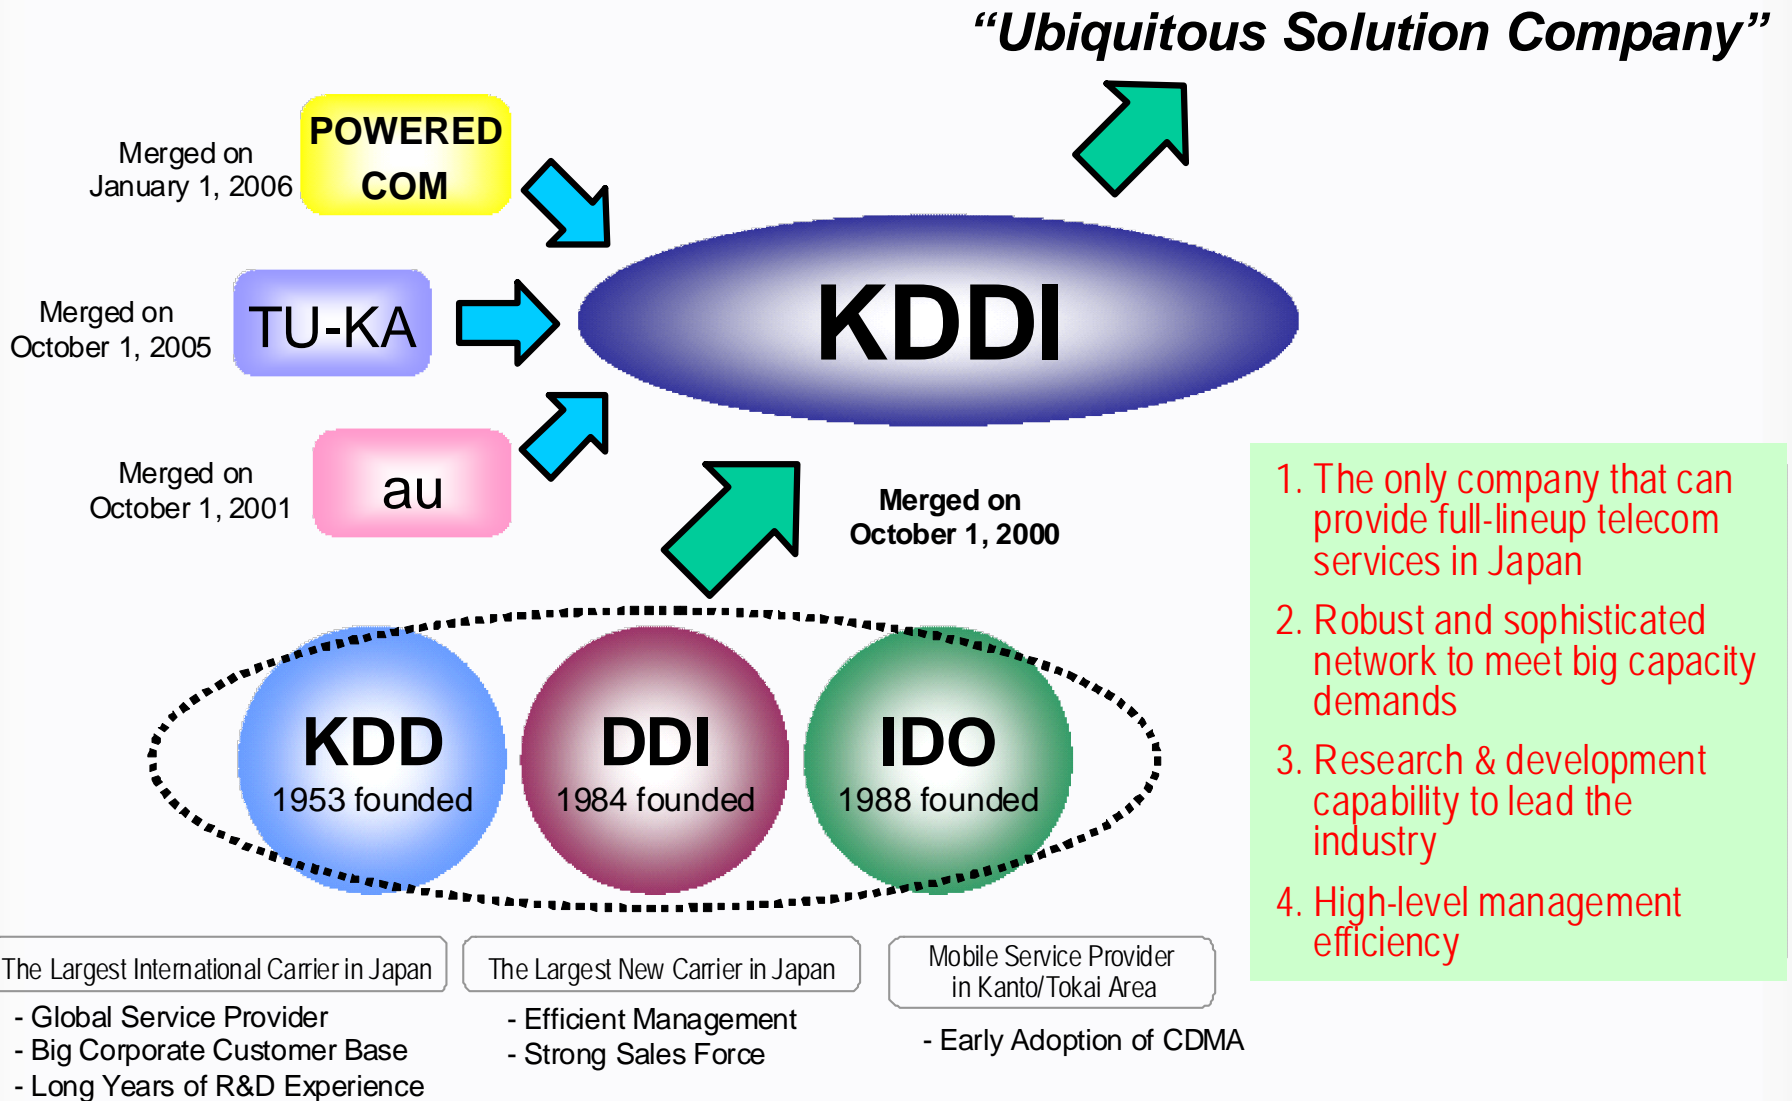 “Ubiquitous Solution Company”
POWERED
COM
Merged on
January 1, 2006
TU-KA
Merged on
October 1, 2005
KDDI
au
Merged on
October 1, 2001
Merged on
October 1, 2000
1. The only company that can
provide full-lineup telecom
services in Japan
2. Robust and sophisticated
network to meet big capacity
demands
3. Research & development
capability to lead the
industry
4. High-level management
efficiency
KDD
1953 founded
DDI
1984 founded
IDO
1988 founded
The Largest International Carrier in Japan
- Global Service Provider
- Big Corporate Customer Base
- Long Years of R&D Experience
The Largest New Carrier in Japan
- Efficient Management
- Strong Sales Force
Mobile Service Provider
in Kanto/Tokai Area
- Early Adoption of CDMA